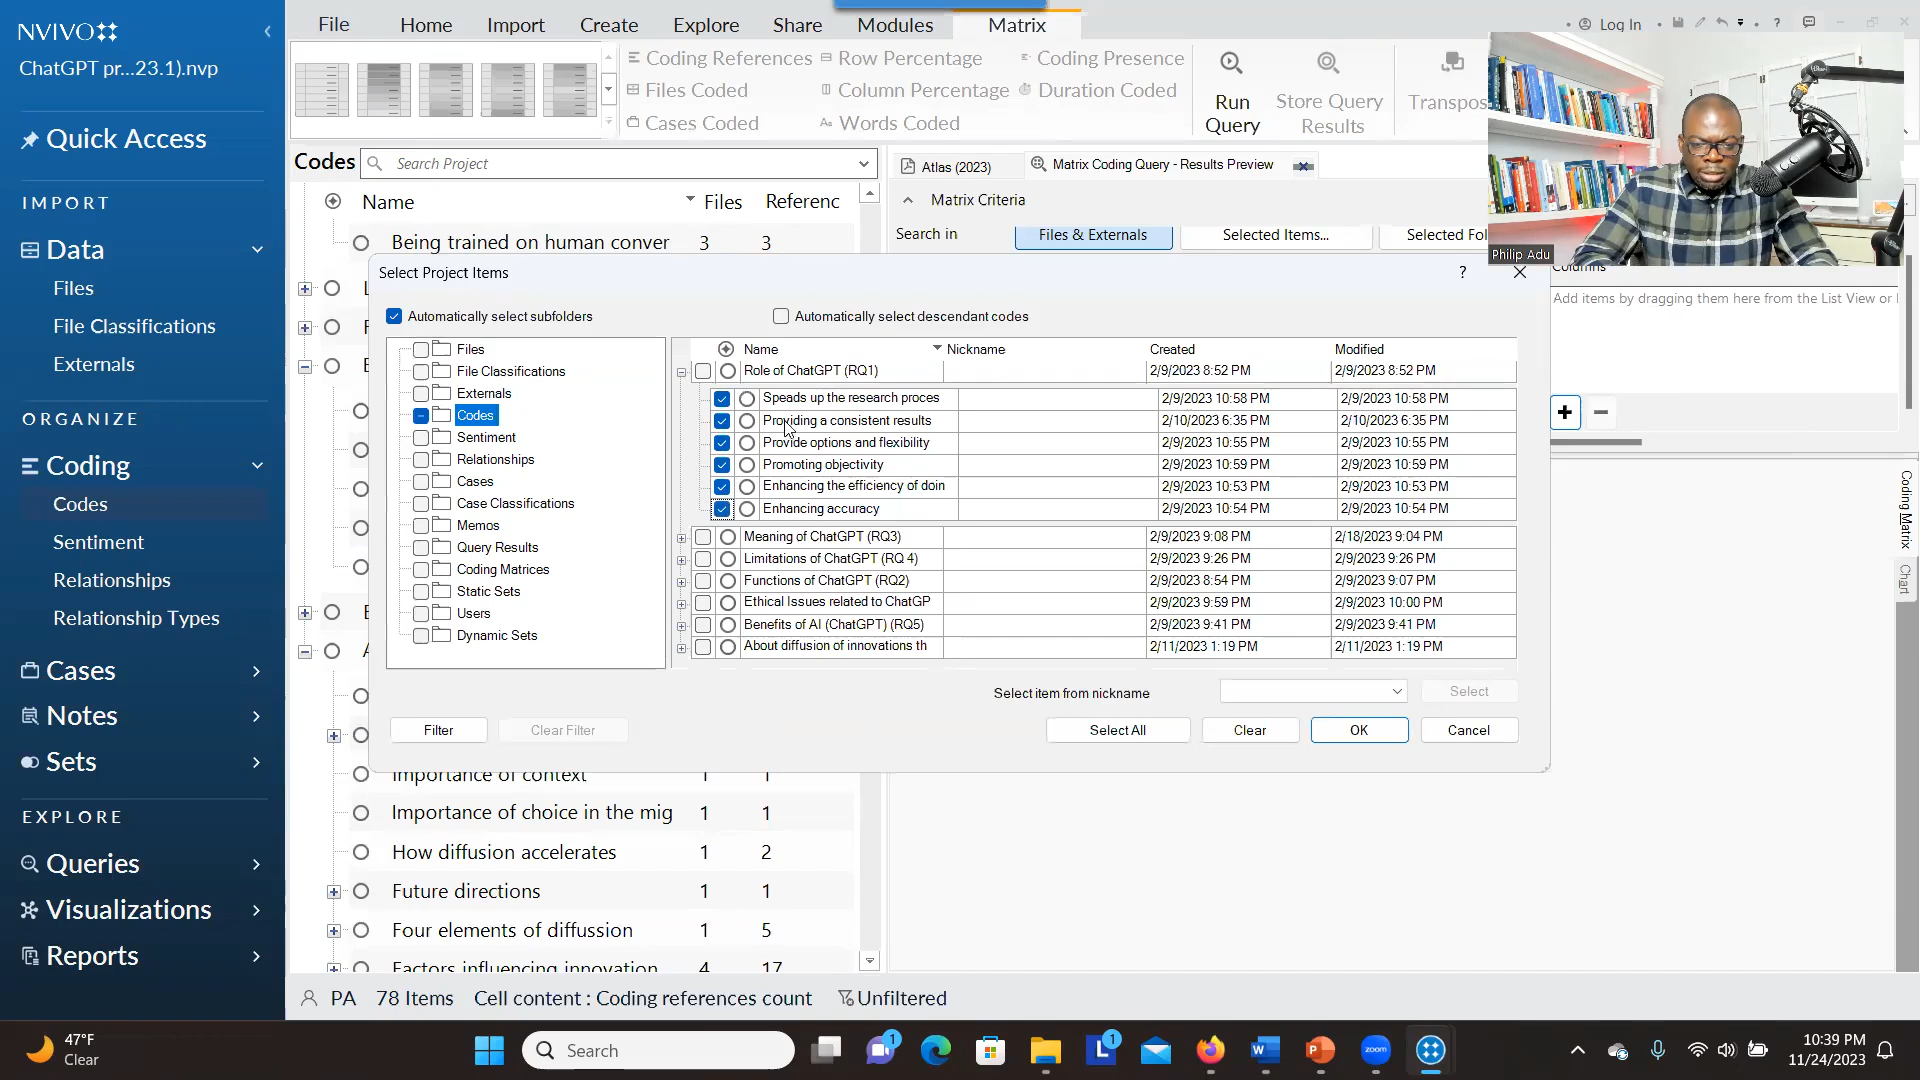 NVIVO
ChatGPT pr...23.1).nvp
Quick Access
IMPORT
Data
Files
File Classifications
Externals
ORGANIZE
Coding
Codes
Sentiment
Relationships
Relationship Types
Cases
Notes
Sets
EXPLORE
Queries
Visualizations
Reports
File Home Import Create Explore Share Modules Matrix
Log In ?
Coding References Row Percentage Coding Presence
Files Coded Column Percentage Duration Coded
Cases Coded Words Coded
Run Query
Store Query Results
Transpos
Codes Search Project
Name Files Referenc
Being trained on human conver 3 3
Importance of context 1 1
Importance of choice in the mig 1 1
How diffusion accelerates 1 2
Future directions 1 1
Four elements of diffussion 1 5
Factors influencing innovation 4 17
Atlas (2023) Matrix Coding Query - Results Preview
Matrix Criteria
Search in Files & Externals Selected Items... Selected Fol
Philip Adu
Columns
Add items by dragging them here from the List View or
Coding Matrix
Chart
Select Project Items ?
Automatically select subfolders Automatically select descendant codes
Files
File Classifications
Externals
Codes
Sentiment
Relationships
Cases
Case Classifications
Memos
Query Results
Coding Matrices
Static Sets
Users
Dynamic Sets
Name Nickname Created Modified
Role of ChatGPT (RQ1) 2/9/2023 8:52 PM 2/9/2023 8:52 PM
Speads up the research proces 2/9/2023 10:58 PM 2/9/2023 10:58 PM
Providing a consistent results 2/10/2023 6:35 PM 2/10/2023 6:35 PM
Provide options and flexibility 2/9/2023 10:55 PM 2/9/2023 10:55 PM
Promoting objectivity 2/9/2023 10:59 PM 2/9/2023 10:59 PM
Enhancing the efficiency of doin 2/9/2023 10:53 PM 2/9/2023 10:53 PM
Enhancing accuracy 2/9/2023 10:54 PM 2/9/2023 10:54 PM
Meaning of ChatGPT (RQ3) 2/9/2023 9:08 PM 2/18/2023 9:04 PM
Limitations of ChatGPT (RQ 4) 2/9/2023 9:26 PM 2/9/2023 9:26 PM
Functions of ChatGPT (RQ2) 2/9/2023 8:54 PM 2/9/2023 9:07 PM
Ethical Issues related to ChatGP 2/9/2023 9:59 PM 2/9/2023 10:00 PM
Benefits of AI (ChatGPT) (RQ5) 2/9/2023 9:41 PM 2/9/2023 9:41 PM
About diffusion of innovations th 2/11/2023 1:19 PM 2/11/2023 1:19 PM
Select item from nickname Select
Filter Clear Filter Select All Clear OK Cancel
PA 78 Items Cell content : Coding references count Unfiltered
47°F
Clear
Search
1
1
zoom
10:39 PM
11/24/2023